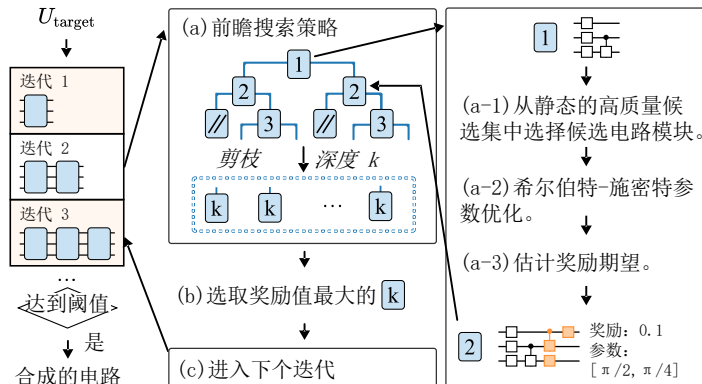 U_target
迭代 1
迭代 2
迭代 3
…
达到阈值
是
合成的电路
(a)前瞻搜索策略
1
2
2
//
3
//
3
剪枝
深度 k
k
k
…
k
(b)选取奖励值最大的 k
(c)进入下个迭代
1
(a-1)从静态的高质量候
选集中选择候选电路模块。
(a-2)希尔伯特-施密特参
数优化。
(a-3)估计奖励期望。
2
奖励: 0.1
参数:
[π/2, π/4]